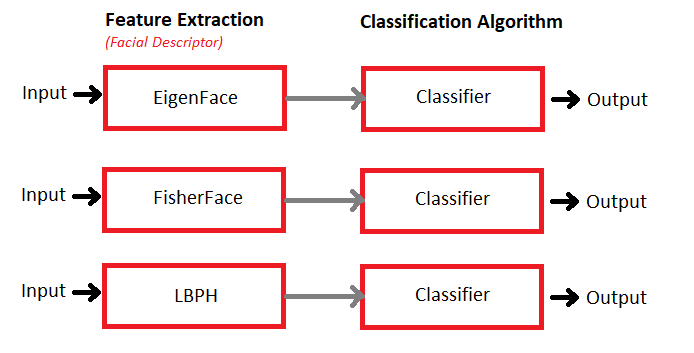 Feature Extraction
Classification Algorithm
(Facial Descriptor)
Input
EigenFace
Classifier
Output
Input
FisherFace
Classifier
Output
Input
LBPH
Classifier
Output